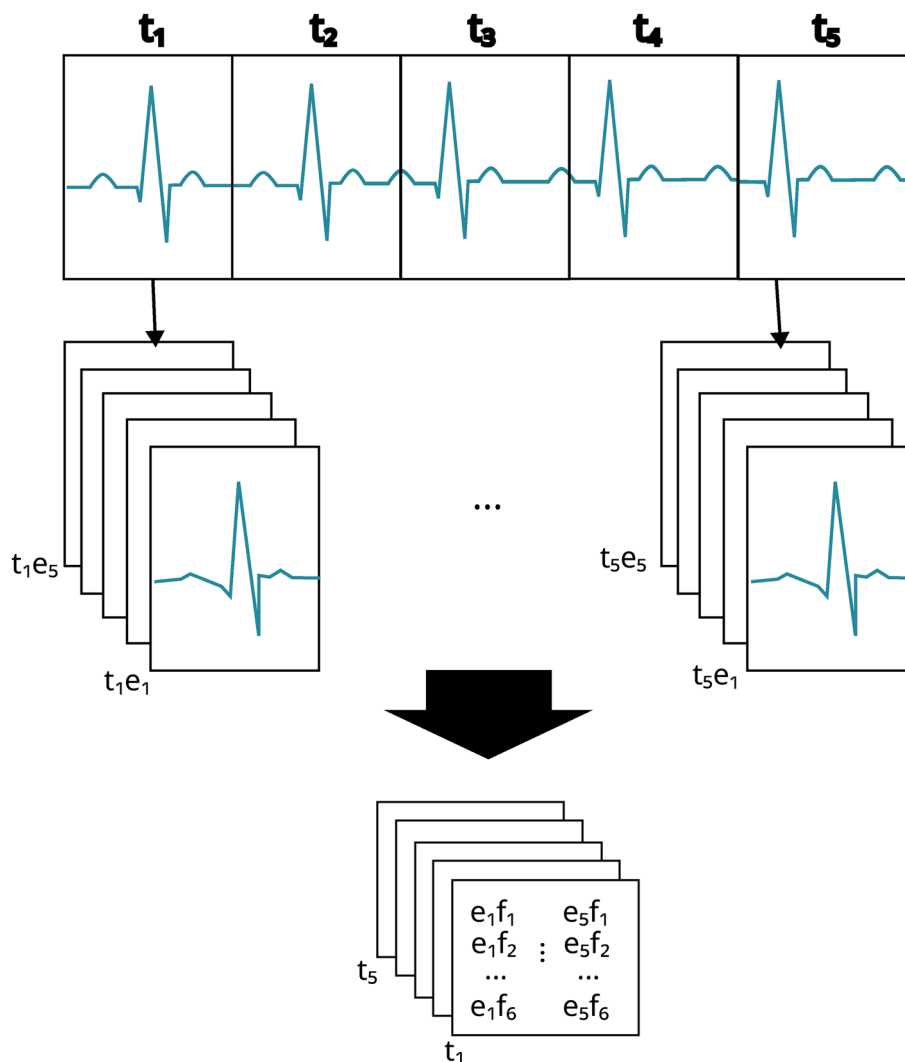 t₁ t₂ t₃ t₄ t₅
t₁e₅
t₁e₁
...
t₅e₅
t₅e₁
e₁f₁ e₅f₁
e₁f₂ ⋮ e₅f₂
... ...
e₁f₆ e₅f₆
t₅
t₁